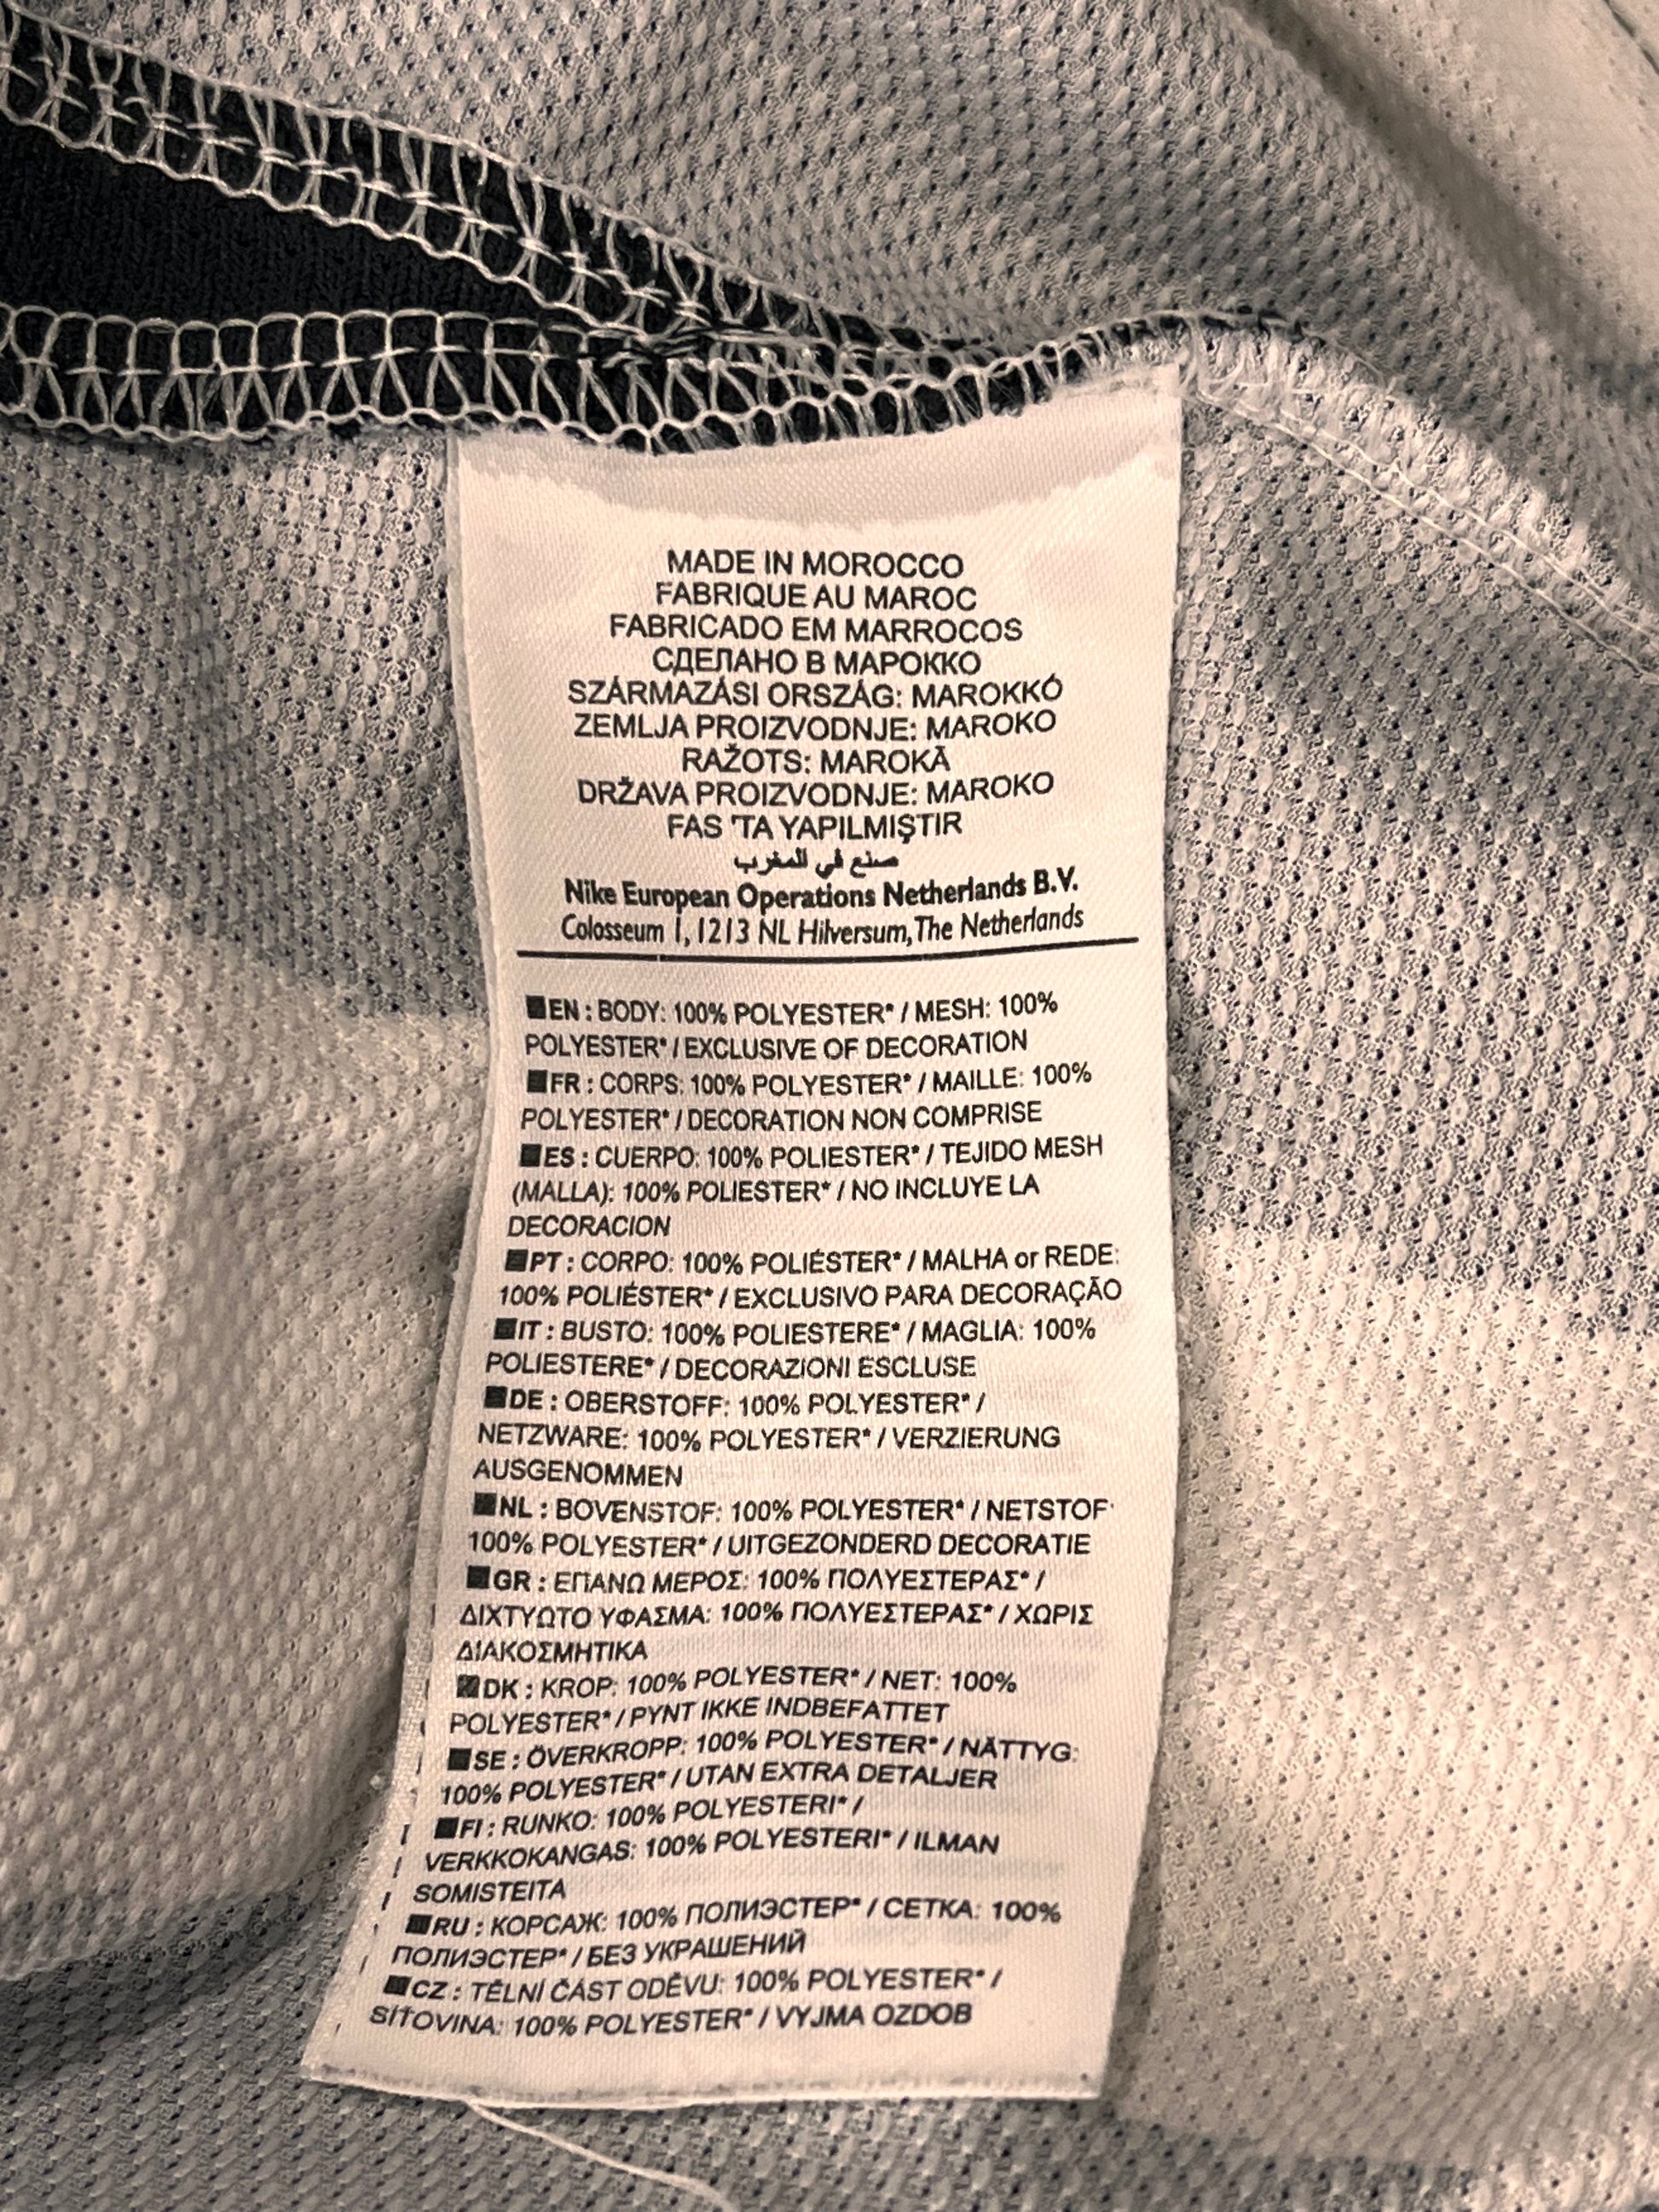 MADE IN MOROCCO
FABRIQUE AU MAROC
FABRICADO EM MARROCOS
СДЕЛАНО В МАРОККО
SZÁRMAZÁSI ORSZÁG: MAROKKÓ
ZEMLJA PROIZVODNJE: MAROKO
RAŽOTS: MAROKĀ
DRŽAVA PROIZVODNJE: MAROKO
FAS 'TA YAPILMIŞTIR
صنع في المغرب
Nike European Operations Netherlands B.V.
Colosseum 1, 1213 NL Hilversum, The Netherlands
■EN : BODY: 100% POLYESTER* / MESH: 100%
POLYESTER* / EXCLUSIVE OF DECORATION
■FR : CORPS: 100% POLYESTER* / MAILLE: 100%
POLYESTER* / DECORATION NON COMPRISE
■ES : CUERPO: 100% POLIESTER* / TEJIDO MESH
(MALLA): 100% POLIESTER* / NO INCLUYE LA
DECORACION
■PT : CORPO: 100% POLIÉSTER* / MALHA or REDE:
100% POLIÉSTER* / EXCLUSIVO PARA DECORAÇÃO
■IT : BUSTO: 100% POLIESTERE* / MAGLIA: 100%
POLIESTERE* / DECORAZIONI ESCLUSE
■DE : OBERSTOFF: 100% POLYESTER* /
NETZWARE: 100% POLYESTER* / VERZIERUNG
AUSGENOMMEN
■NL : BOVENSTOF: 100% POLYESTER* / NETSTOF:
100% POLYESTER* / UITGEZONDERD DECORATIE
■GR : ΕΠΑΝΩ ΜΕΡΟΣ: 100% ΠΟΛΥΕΣΤΕΡΑΣ* /
ΔΙΧΤΥΩΤΟ ΥΦΑΣΜΑ: 100% ΠΟΛΥΕΣΤΕΡΑΣ* / ΧΩΡΙΣ
ΔΙΑΚΟΣΜΗΤΙΚΑ
■DK : KROP: 100% POLYESTER* / NET: 100%
POLYESTER* / PYNT IKKE INDBEFATTET
■SE : ÖVERKROPP: 100% POLYESTER* / NÄTTYG:
100% POLYESTER* / UTAN EXTRA DETALJER
■FI : RUNKO: 100% POLYESTERI* /
VERKKOKANGAS: 100% POLYESTERI* / ILMAN
SOMISTEITA
■RU : КОРСАЖ: 100% ПОЛИЭСТЕР* / СЕТКА: 100%
ПОЛИЭСТЕР* / БЕЗ УКРАШЕНИЙ
■CZ : TĚLNÍ ČÁST ODĚVU: 100% POLYESTER* /
SÍŤOVINA: 100% POLYESTER* / VYJMA OZDOB